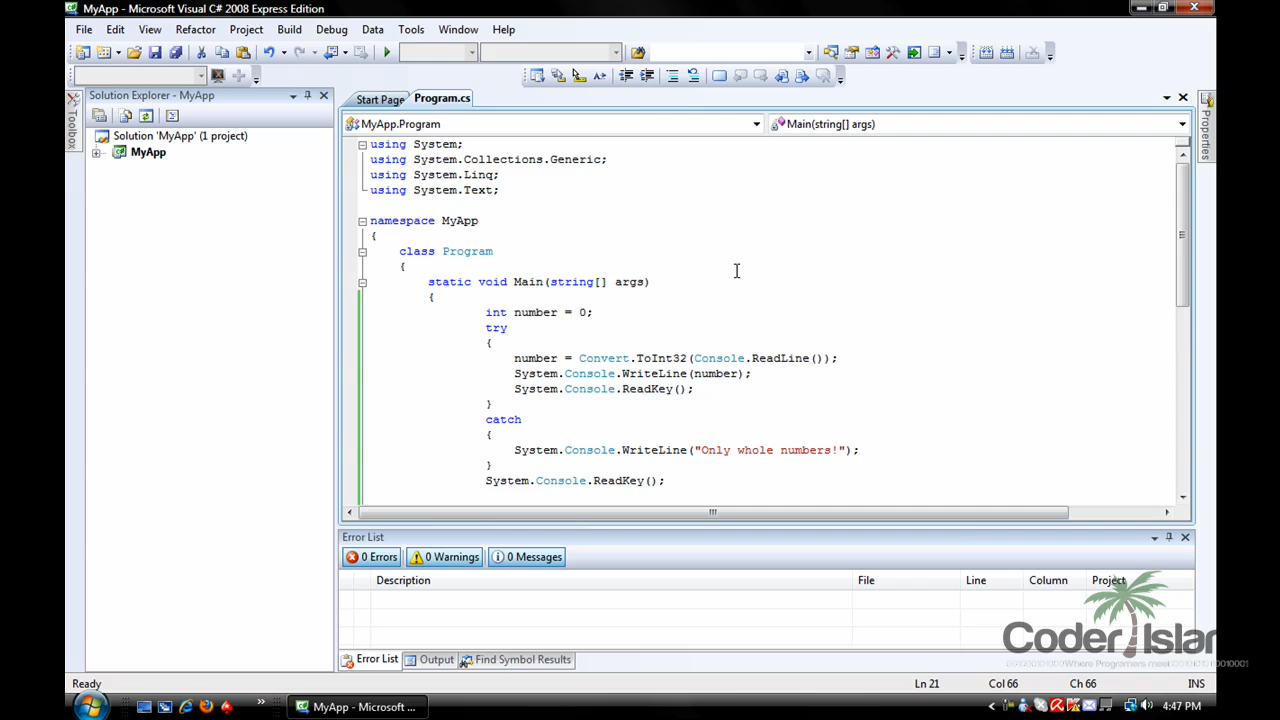 MyApp - Microsoft Visual C# 2008 Express Edition
File Edit View Refactor Project Build Debug Data Tools Window Help
Solution Explorer - MyApp
Solution 'MyApp' (1 project)
MyApp
Toolbox
Start Page Program.cs
MyApp.Program Main(string[] args)
using System;
using System.Collections.Generic;
using System.Linq;
using System.Text;
namespace MyApp
{
class Program
{
static void Main(string[] args)
{
int number = 0;
try
{
number = Convert.ToInt32(Console.ReadLine());
System.Console.WriteLine(number);
System.Console.ReadKey();
}
catch
{
System.Console.WriteLine("Only whole numbers!");
}
System.Console.ReadKey();
Properties
Error List
0 Errors 0 Warnings 0 Messages
Description File Line Column Project
Error List Output Find Symbol Results
Coder Islan
Where Programers meet
Ready Ln 21 Col 66 Ch 66 INS
MyApp - Microsoft ... 4:47 PM